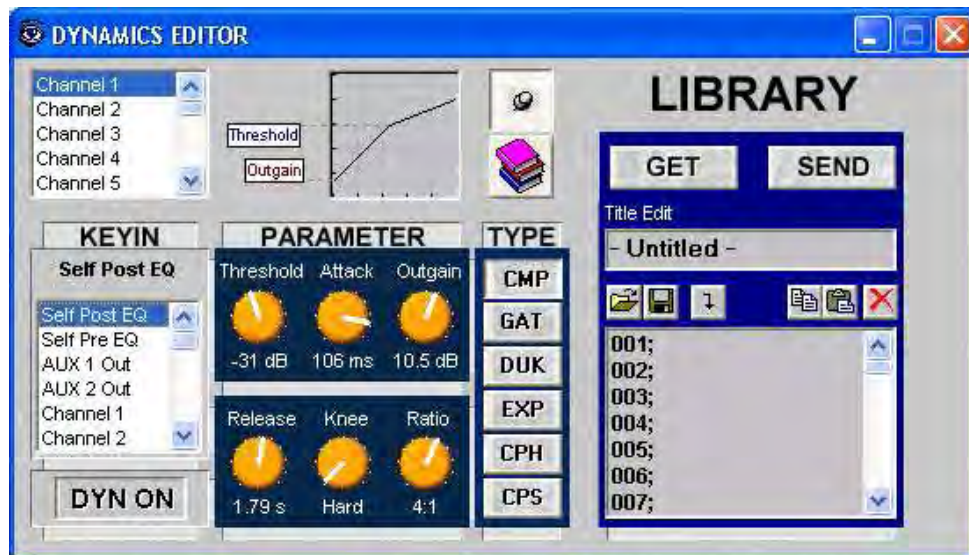 DYNAMICS EDITOR
Channel 1
Channel 2
Channel 3
Channel 4
Channel 5
Threshold
Outgain
LIBRARY
GET
SEND
Title Edit
- Untitled -
KEYIN
Self Post EQ
Self Post EQ
Self Pre EQ
AUX 1 Out
AUX 2 Out
Channel 1
Channel 2
DYN ON
PARAMETER
Threshold Attack Outgain
-31 dB 106 ms 10.5 dB
Release Knee Ratio
1.79 s Hard 4:1
TYPE
CMP
GAT
DUK
EXP
CPH
CPS
001;
002;
003;
004;
005;
006;
007;